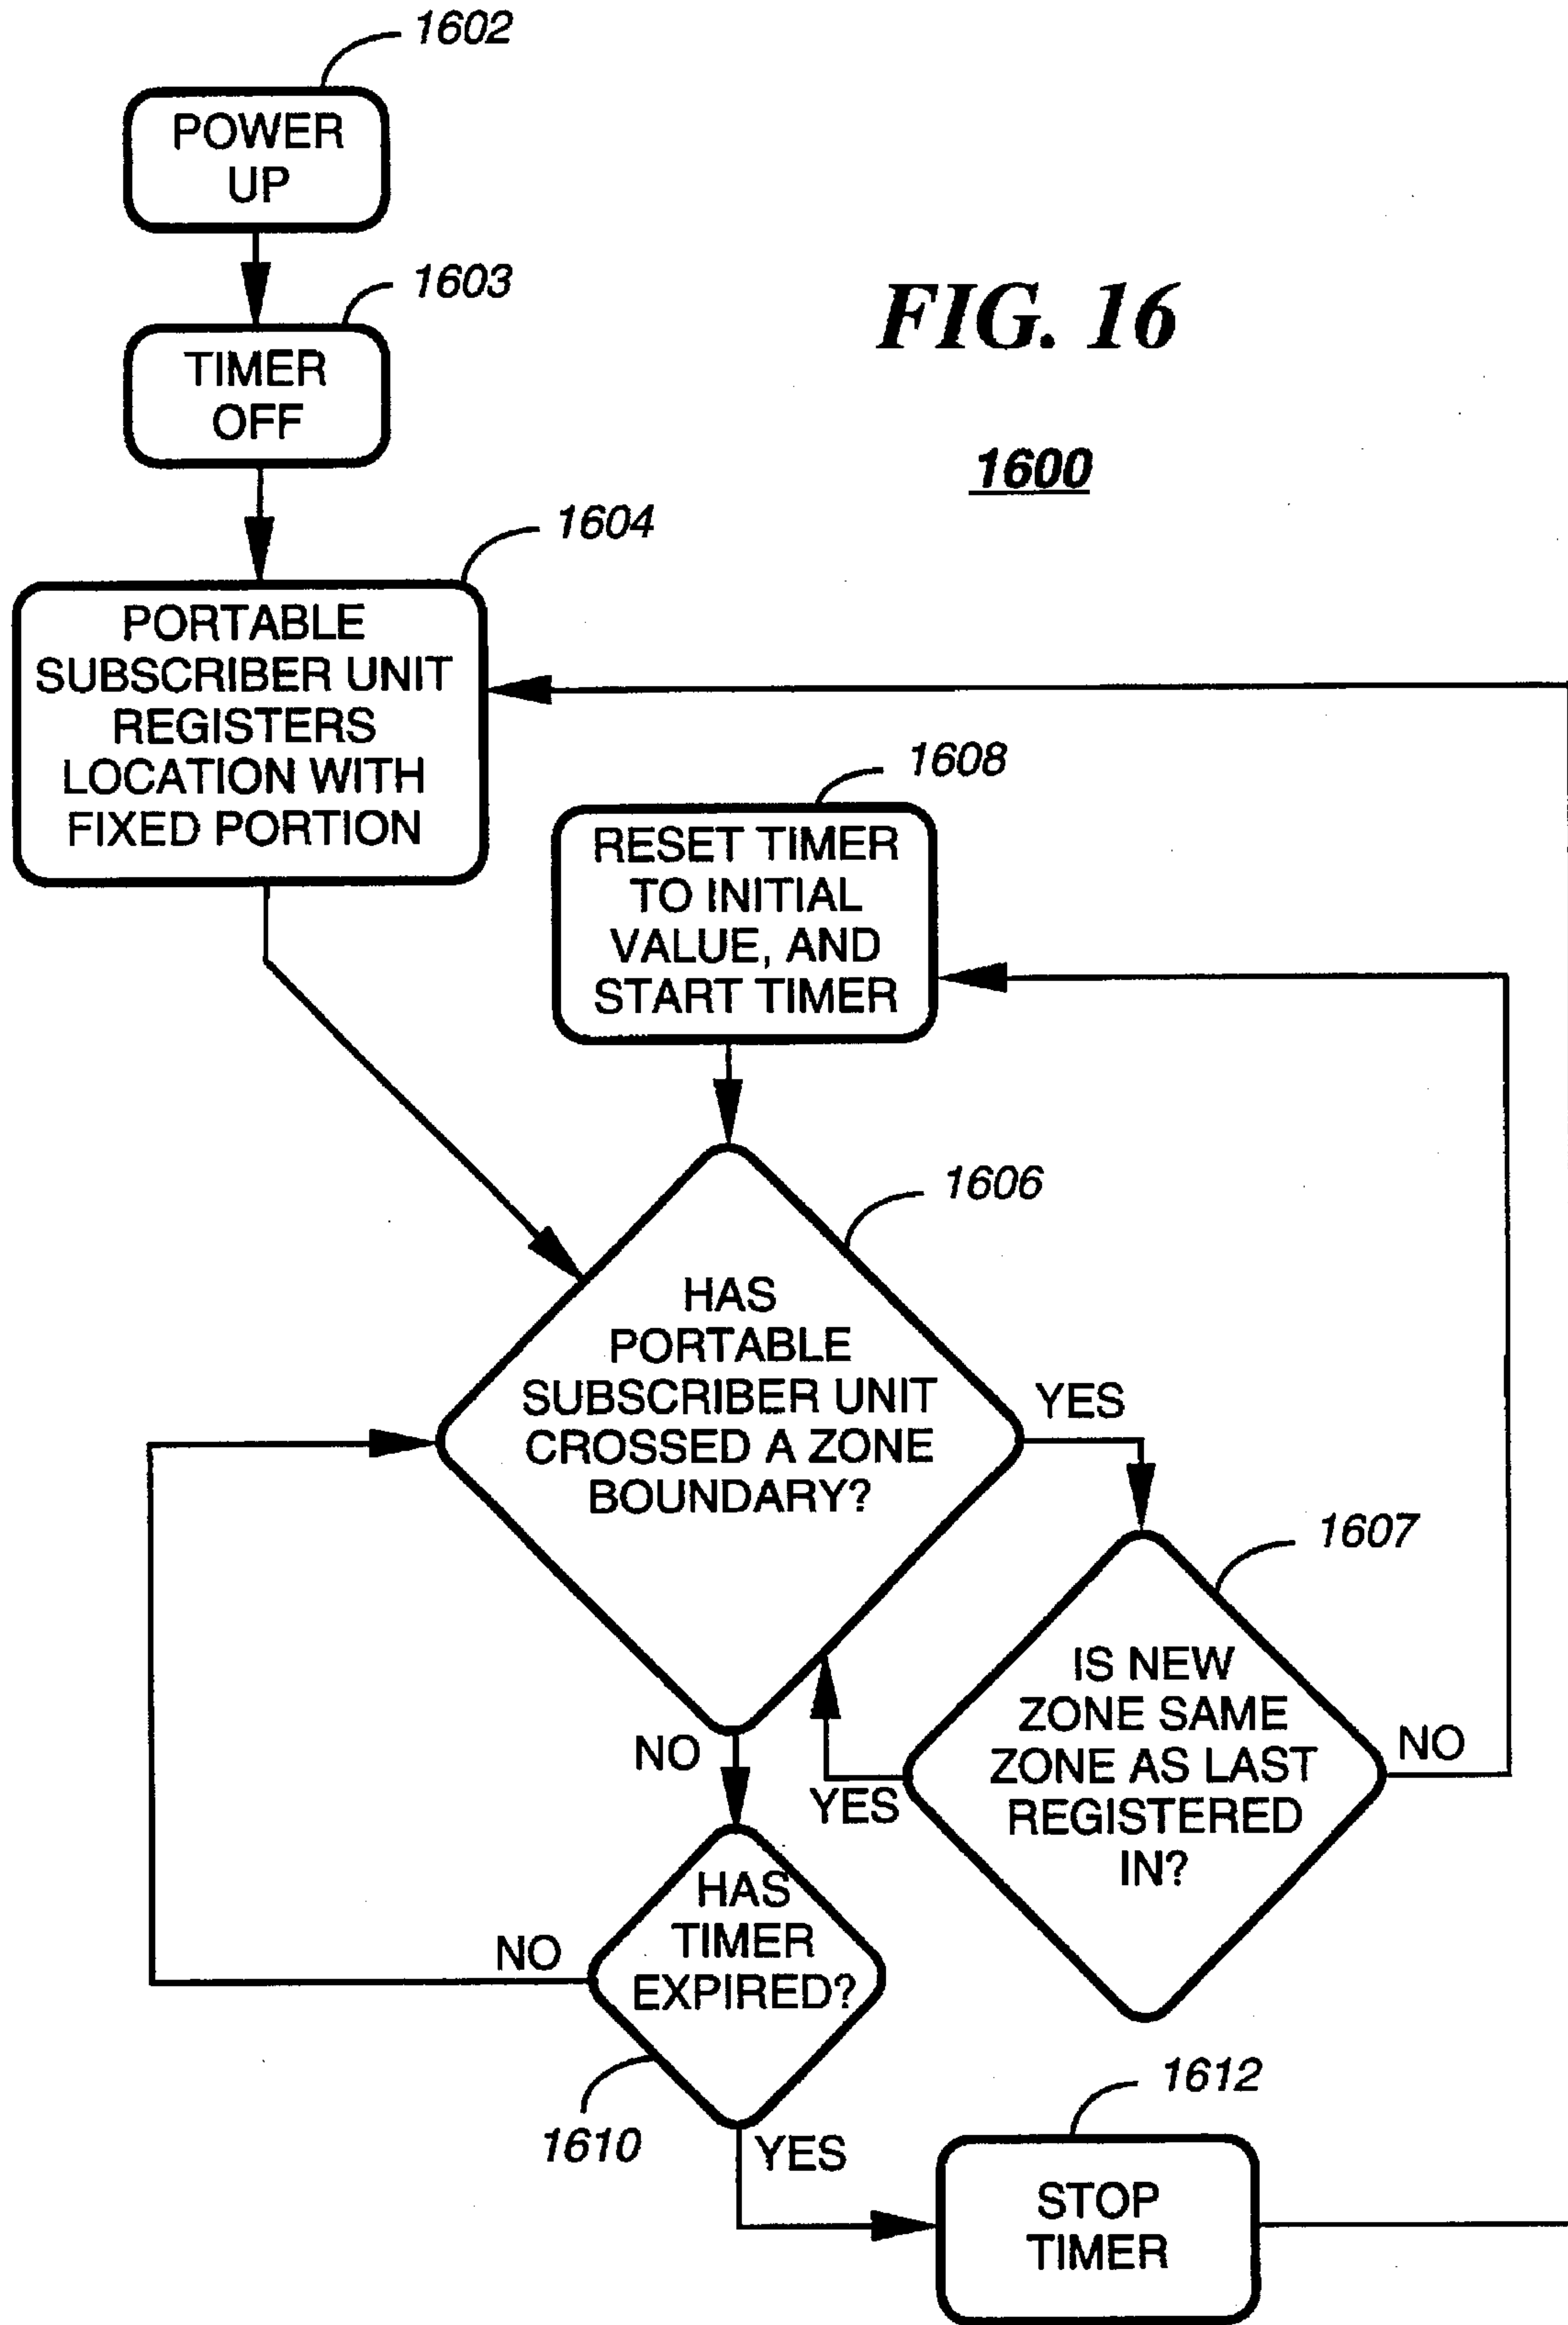 1602
POWER
UP
1603
TIMER
OFF
FIG. 16
1600
1604
PORTABLE
SUBSCRIBER UNIT
REGISTERS
LOCATION WITH
FIXED PORTION
1608
RESET TIMER
TO INITIAL
VALUE, AND
START TIMER
1606
HAS
PORTABLE
SUBSCRIBER UNIT
CROSSED A ZONE
BOUNDARY?
YES
1607
IS NEW
ZONE SAME
ZONE AS LAST
REGISTERED
IN?
NO
YES
NO
HAS
TIMER
EXPIRED?
NO
1610
YES
1612
STOP
TIMER